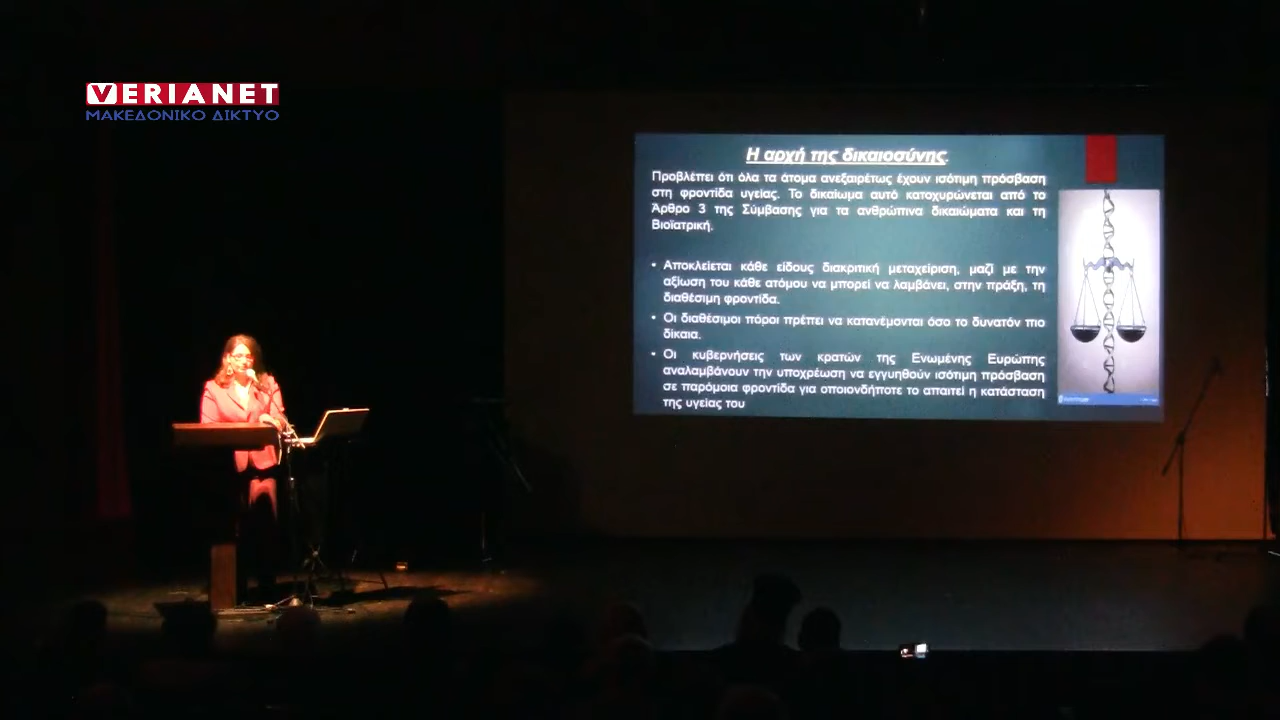 VERIANET
ΜΑΚΕΔΟΝΙΚΟ ΔΙΚΤΥΟ
Η αρχή της δικαιοσύνης.
Προβλέπει ότι όλα τα άτομα ανεξαιρέτως έχουν ισότιμη πρόσβαση
στη φροντίδα υγείας. Το δικαίωμα αυτό κατοχυρώνεται από το
Άρθρο 3 της Σύμβασης για τα ανθρώπινα δικαιώματα και τη
Βιοϊατρική.
• Αποκλείεται κάθε είδους διακριτική μεταχείριση, μαζί με την
αξίωση του κάθε ατόμου να μπορεί να λαμβάνει, στην πράξη, τη
διαθέσιμη φροντίδα.
• Οι διαθέσιμοι πόροι πρέπει να κατανέμονται όσο το δυνατόν πιο
δίκαια.
• Οι κυβερνήσεις των κρατών της Ενωμένης Ευρώπης
αναλαμβάνουν την υποχρέωση να εγγυηθούν ισότιμη πρόσβαση
σε παρόμοια φροντίδα για οποιονδήποτε το απαιτεί η κατάσταση
της υγείας του